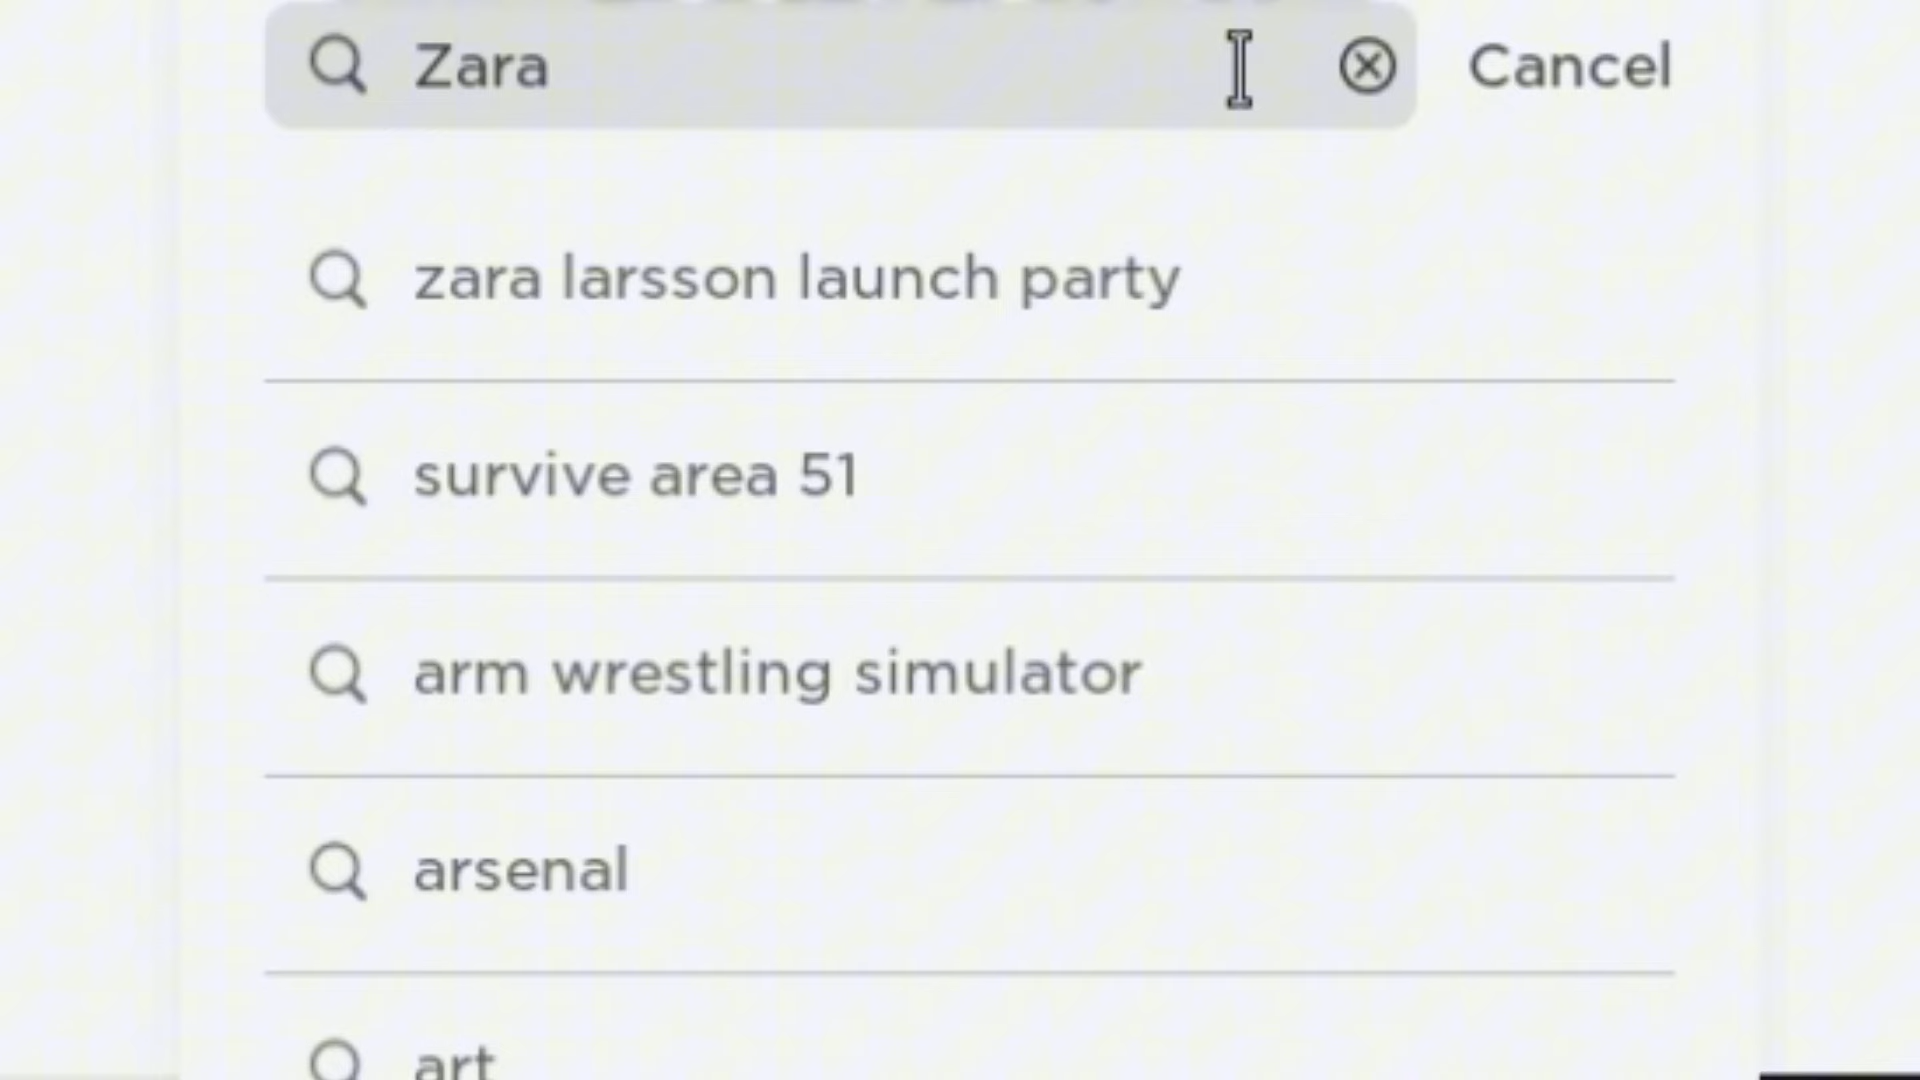 Zara
Cancel
zara larsson launch party
survive area 51
arm wrestling simulator
arsenal
art